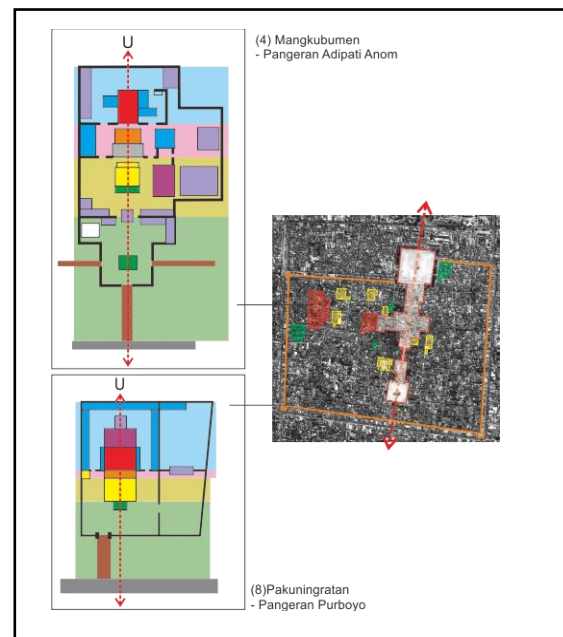 U
(4) Mangkubumen
- Pangeran Adipati Anom
U
(8)Pakuningratan
- Pangeran Purboyo